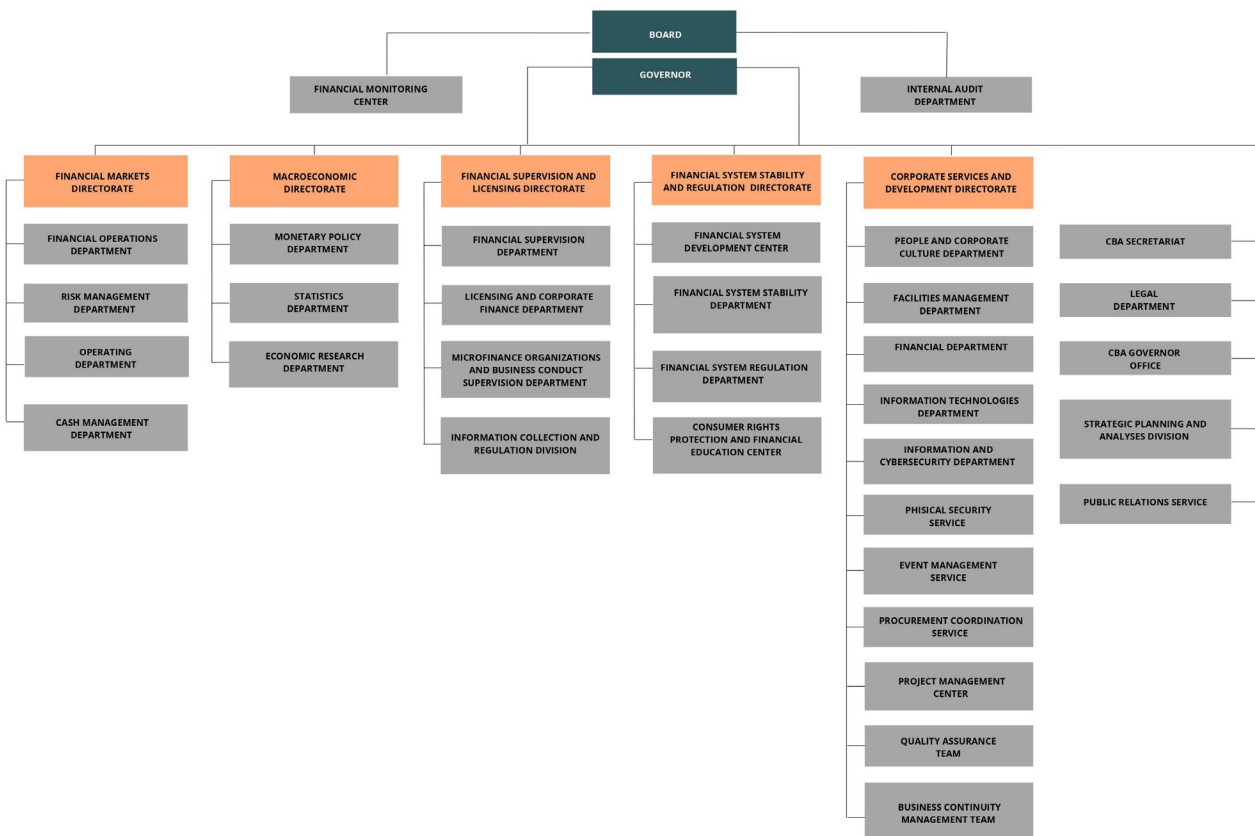 BOARD
GOVERNOR
FINANCIAL MONITORING
CENTER
INTERNAL AUDIT
DEPARTMENT
FINANCIAL MARKETS
DIRECTORATE
FINANCIAL OPERATIONS
DEPARTMENT
RISK MANAGEMENT
DEPARTMENT
OPERATING
DEPARTMENT
CASH MANAGEMENT
DEPARTMENT
MACROECONOMIC
DIRECTORATE
MONETARY POLICY
DEPARTMENT
STATISTICS
DEPARTMENT
ECONOMIC RESEARCH
DEPARTMENT
FINANCIAL SUPERVISION AND
LICENSING DIRECTORATE
FINANCIAL SUPERVISION
DEPARTMENT
LICENSING AND CORPORATE
FINANCE DEPARTMENT
MICROFINANCE ORGANIZATIONS
AND BUSINESS CONDUCT
SUPERVISION DEPARTMENT
INFORMATION COLLECTION AND
REGULATION DIVISION
FINANCIAL SYSTEM STABILITY
AND REGULATION DIRECTORATE
FINANCIAL SYSTEM
DEVELOPMENT CENTER
FINANCIAL SYSTEM STABILITY
DEPARTMENT
FINANCIAL SYSTEM REGULATION
DEPARTMENT
CONSUMER RIGHTS
PROTECTION AND FINANCIAL
EDUCATION CENTER
CORPORATE SERVICES AND
DEVELOPMENT DIRECTORATE
PEOPLE AND CORPORATE
CULTURE DEPARTMENT
FACILITIES MANAGEMENT
DEPARTMENT
FINANCIAL DEPARTMENT
INFORMATION TECHNOLOGIES
DEPARTMENT
INFORMATION AND
CYBERSECURITY DEPARTMENT
PHISICAL SECURITY
SERVICE
EVENT MANAGEMENT
SERVICE
PROCUREMENT COORDINATION
SERVICE
PROJECT MANAGEMENT
CENTER
QUALITY ASSURANCE
TEAM
BUSINESS CONTINUITY
MANAGEMENT TEAM
CBA SECRETARIAT
LEGAL
DEPARTMENT
CBA GOVERNOR
OFFICE
STRATEGIC PLANNING AND
ANALYSES DIVISION
PUBLIC RELATIONS SERVICE